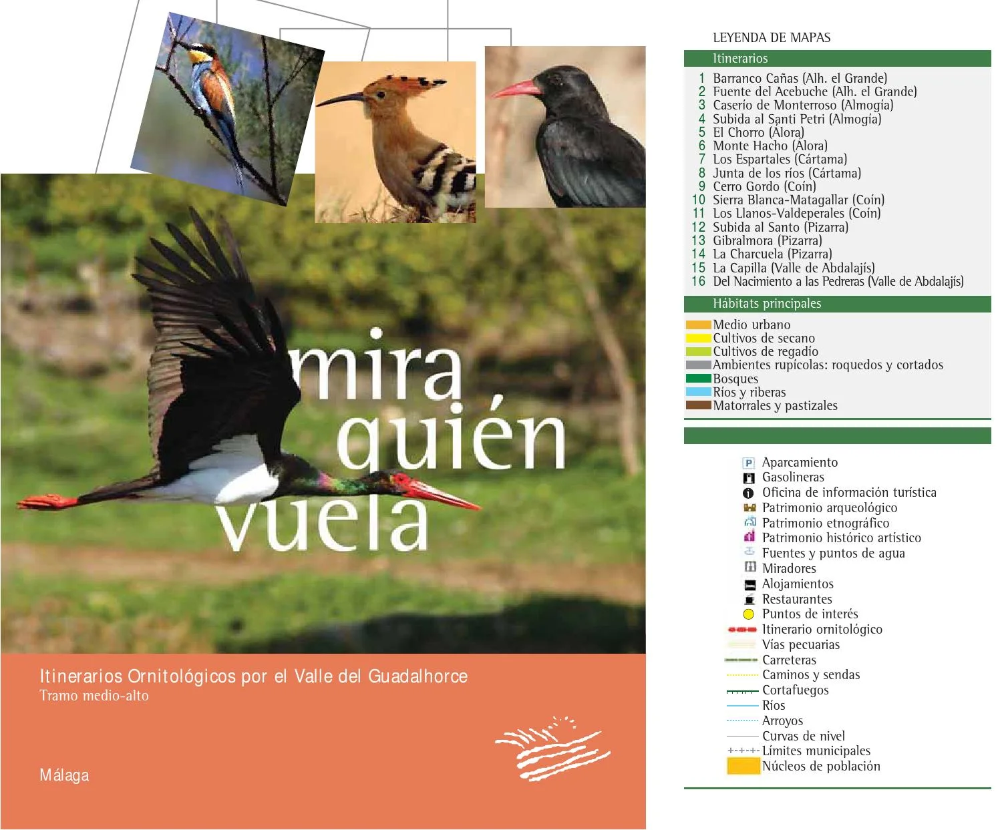 mira
quién
vuela
Itinerarios Ornitológicos por el Valle del Guadalhorce
Tramo medio-alto
Málaga
LEYENDA DE MAPAS
Itinerarios
1 Barranco Cañas (Alh. el Grande)
2 Fuente del Acebuche (Alh. el Grande)
3 Caserío de Monterroso (Almogía)
4 Subida al Santi Petri (Almogía)
5 El Chorro (Álora)
6 Monte Hacho (Álora)
7 Los Espartales (Cártama)
8 Junta de los ríos (Cártama)
9 Cerro Gordo (Coín)
10 Sierra Blanca-Matagallar (Coín)
11 Los Llanos-Valdeperales (Coín)
12 Subida al Santo (Pizarra)
13 Gibralmora (Pizarra)
14 La Charcuela (Pizarra)
15 La Capilla (Valle de Abdalajís)
16 Del Nacimiento a las Pedreras (Valle de Abdalajís)
Hábitats principales
Medio urbano
Cultivos de secano
Cultivos de regadío
Ambientes rupícolas: roquedos y cortados
Bosques
Ríos y riberas
Matorrales y pastizales
P Aparcamiento
Gasolineras
i Oficina de información turística
Patrimonio arqueológico
Patrimonio etnográfico
Patrimonio histórico artístico
Fuentes y puntos de agua
Miradores
Alojamientos
Restaurantes
Puntos de interés
Itinerario ornitológico
Vías pecuarias
Carreteras
Caminos y sendas
Cortafuegos
Ríos
Arroyos
Curvas de nivel
Límites municipales
Núcleos de población